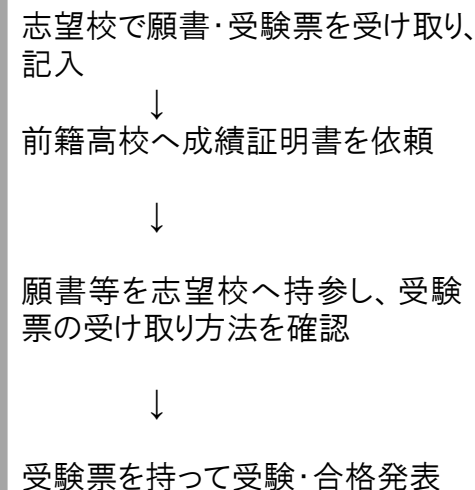 志望校で願書・受験票を受け取り、
記入
↓
前籍高校へ成績証明書を依頼
↓
願書等を志望校へ持参し、受験
票の受け取り方法を確認
↓
受験票を持って受験・合格発表